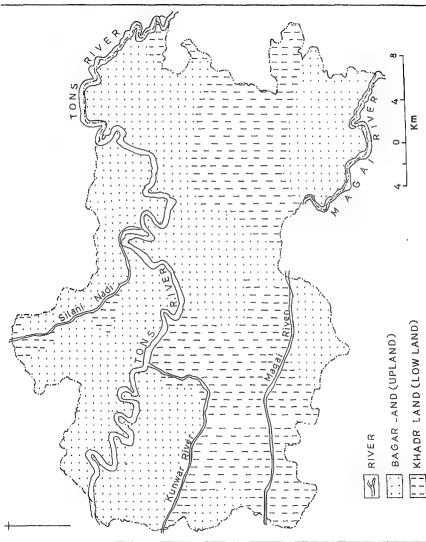 TONS RIVER
Silani Nadi
TONS RIVER
Kunwar River
Magai River
MAGAI RIVER
4 0 4 8
Km
RIVER
BAGAR -AND (UPLAND)
KHADR LAND (LOW LAND)